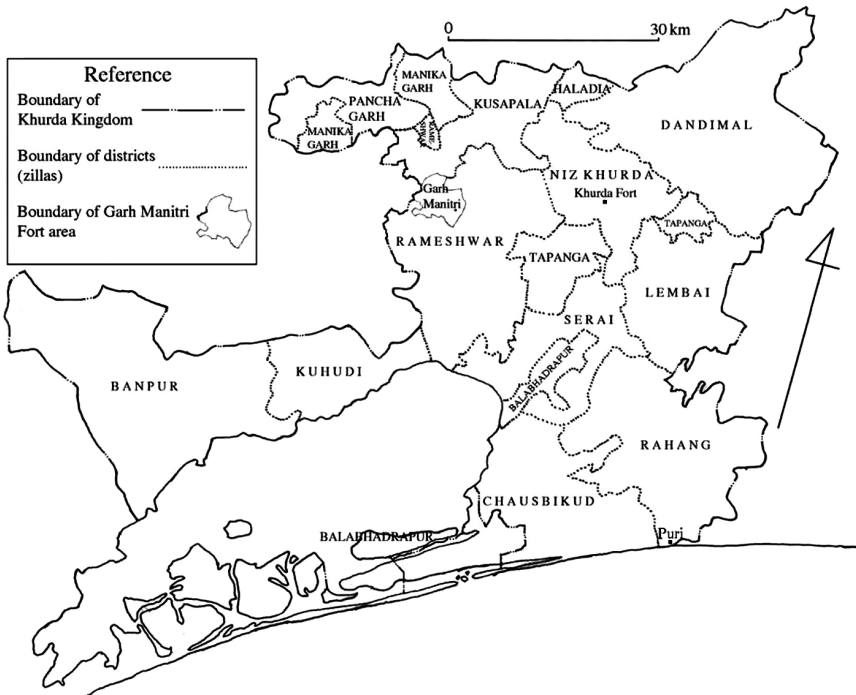 0 30 km
Reference
Boundary of
Khurda Kingdom
Boundary of districts
(zillas)
Boundary of Garh Manitri
Fort area
MANIKA
GARH
PANCHA
GARH
MANIKA
GARH
KUSAPALA
HALADIA
DANDIMAL
NIZ KHURDA
Khurda Fort
Garh
Manitri
RAMESHWAR
TAPANGA
TAPANGA
LEMBAI
SERAI
BALABHADRAPUR
KUHUDI
BANPUR
RAHANG
CHAUSBIKUD
BALABHADRAPUR
Puri